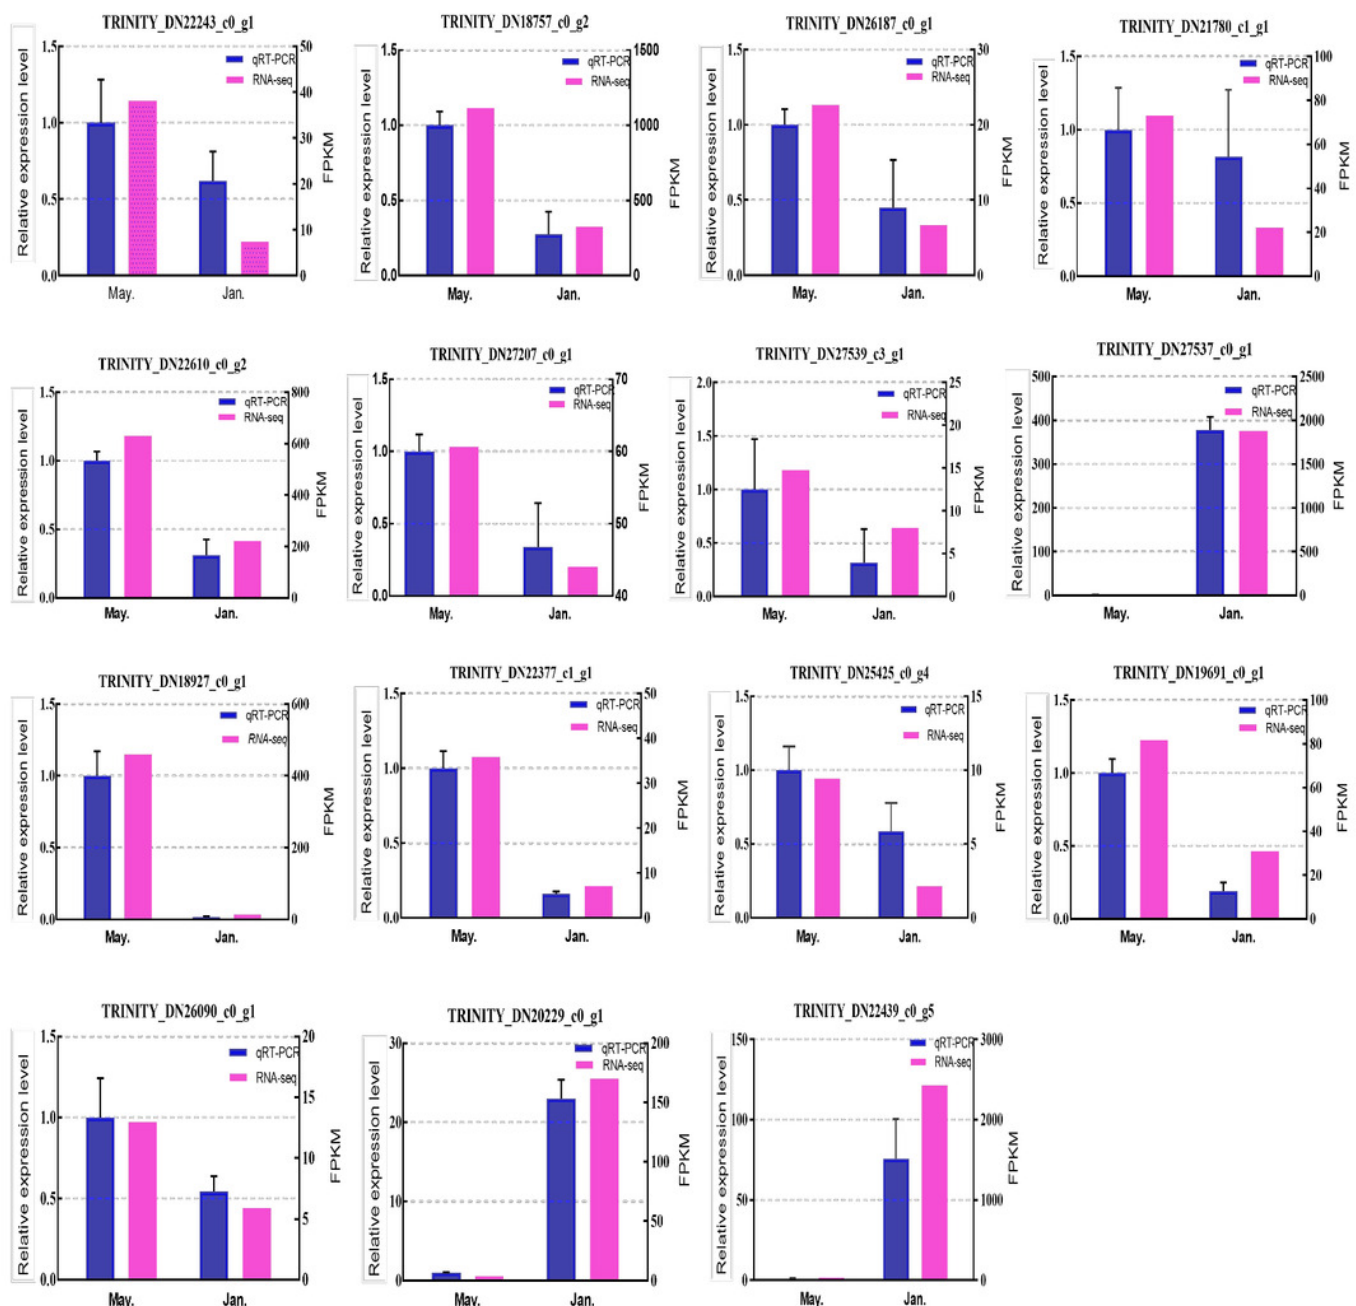 TRINITY_DN22243_c0_g1
Relative expression level
1.5
1.0
0.5
0.0
qRT-PCR
RNA-seq
50
40
30
20
10
0
FPKM
May.
Jan.
TRINITY_DN18757_c0_g2
Relative expression level
1.5
1.0
0.5
0.0
qRT-PCR
RNA-seq
1500
1000
500
0
FPKM
May.
Jan.
TRINITY_DN26187_c0_g1
Relative expression level
1.5
1.0
0.5
0.0
qRT-PCR
RNA-seq
30
20
10
0
FPKM
May.
Jan.
TRINITY_DN21780_c1_g1
Relative expression level
1.5
1.0
0.5
0.0
qRT-PCR
RNA-seq
100
80
60
40
20
0
FPKM
May.
Jan.
TRINITY_DN22610_c0_g2
Relative expression level
1.5
1.0
0.5
0.0
qRT-PCR
RNA-seq
800
600
400
200
0
FPKM
May.
Jan.
TRINITY_DN27207_c0_g1
Relative expression level
1.5
1.0
0.5
0.0
qRT-PCR
RNA-seq
70
60
50
40
FPKM
May.
Jan.
TRINITY_DN27539_c3_g1
Relative expression level
2.0
1.5
1.0
0.5
0.0
qRT-PCR
RNA-seq
25
20
15
10
5
0
FPKM
May.
Jan.
TRINITY_DN27537_c0_g1
Relative expression level
500
400
300
200
100
0
qRT-PCR
RNA-seq
2500
2000
1500
1000
500
0
FPKM
May.
Jan.
TRINITY_DN18927_c0_g1
Relative expression level
1.5
1.0
0.5
0.0
qRT-PCR
RNA-seq
600
400
200
0
FPKM
May.
Jan.
TRINITY_DN22377_c1_g1
Relative expression level
1.5
1.0
0.5
0.0
qRT-PCR
RNA-seq
50
40
30
20
10
0
FPKM
May.
Jan.
TRINITY_DN25425_c0_g4
Relative expression level
1.5
1.0
0.5
0.0
qRT-PCR
RNA-seq
15
10
5
0
FPKM
May.
Jan.
TRINITY_DN19691_c0_g1
Relative expression level
1.5
1.0
0.5
0.0
qRT-PCR
RNA-seq
100
80
60
40
20
0
FPKM
May.
Jan.
TRINITY_DN26090_c0_g1
Relative expression level
1.5
1.0
0.5
0.0
qRT-PCR
RNA-seq
20
15
10
5
0
FPKM
May.
Jan.
TRINITY_DN20229_c0_g1
Relative expression level
30
20
10
0
qRT-PCR
RNA-seq
200
150
100
50
0
FPKM
May.
Jan.
TRINITY_DN22439_c0_g5
Relative expression level
150
100
50
0
qRT-PCR
RNA-seq
3000
2000
1000
0
FPKM
May.
Jan.